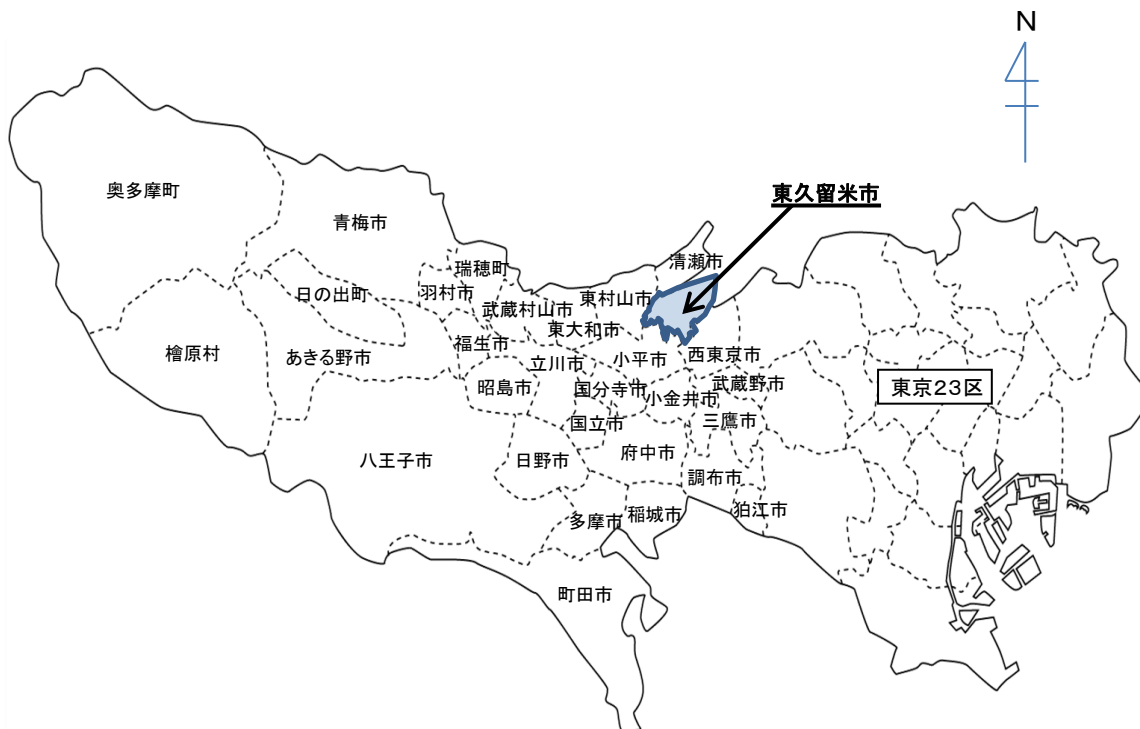 N
奥多摩町
東久留米市
青梅市
清瀬市
瑞穂町
日の出町
羽村市
東村山市
武蔵村山市
東大和市
福生市
檜原村
あきる野市
立川市
小平市
西東京市
昭島市
国分寺市
小金井市
武蔵野市
東京23区
国立市
三鷹市
八王子市
日野市
府中市
調布市
多摩市
稲城市
狛江市
町田市